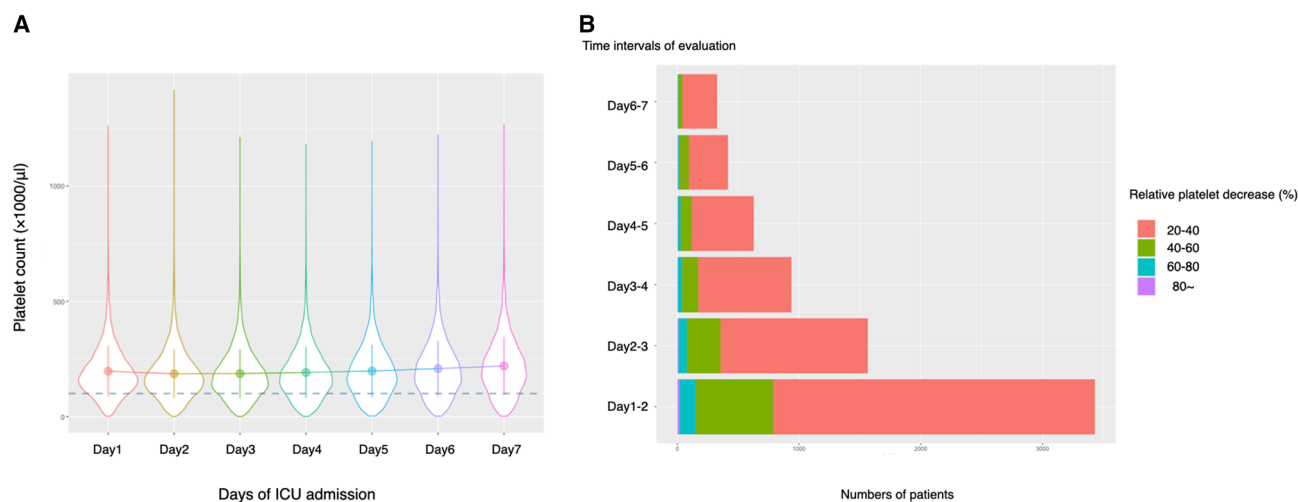 A
Platelet count (×1000/µl)
1000
500
0
Day1 Day2 Day3 Day4 Day5 Day6 Day7
Days of ICU admission
B
Time intervals of evaluation
Day6-7
Day5-6
Day4-5
Day3-4
Day2-3
Day1-2
0 1000 2000 3000
Numbers of patients
Relative platelet decrease (%)
20-40
40-60
60-80
80~